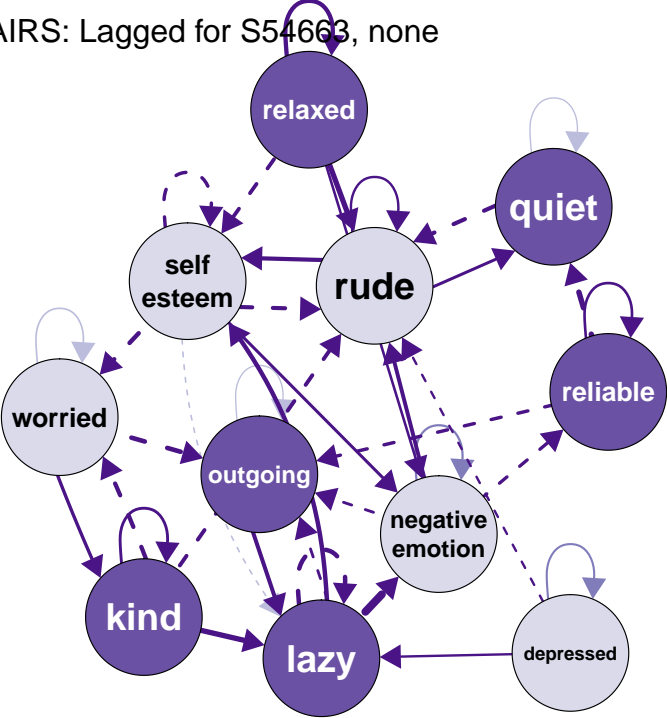 AIRS: Lagged for S54663, none
relaxed
quiet
self
esteem
rude
reliable
worried
outgoing
negative
emotion
kind
lazy
depressed